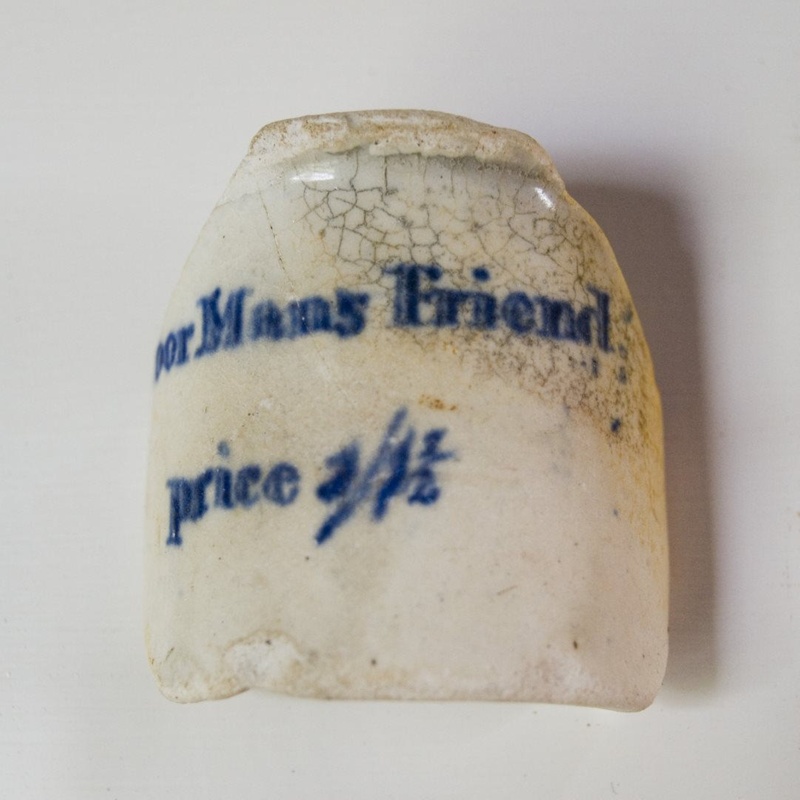 oor Mans Friend
price 1/1½